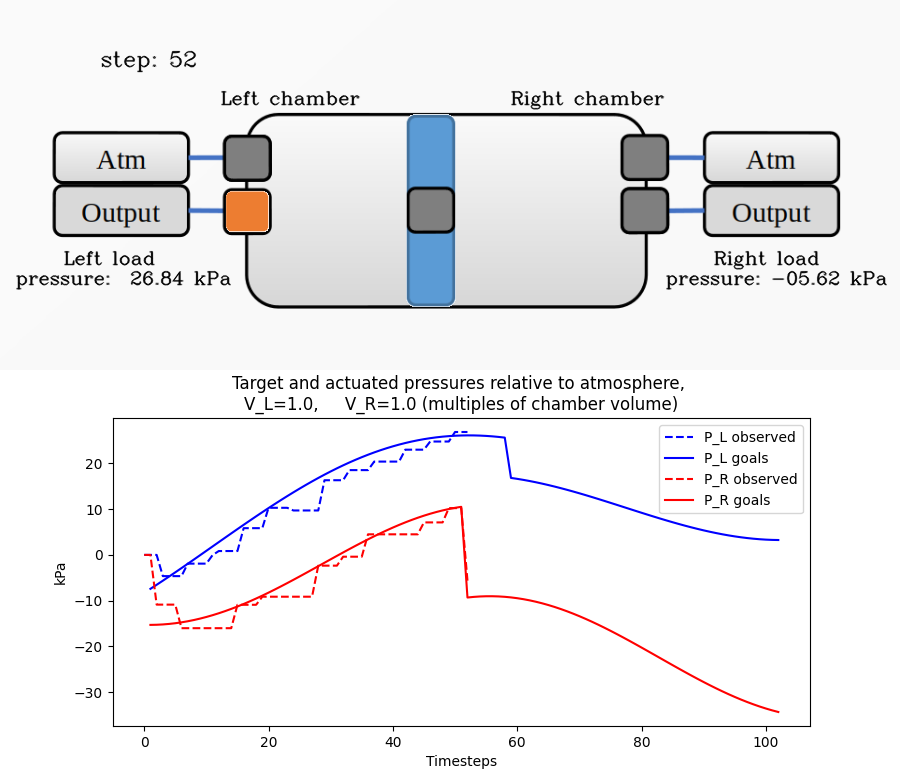 step: 52
Left chamber
Right chamber
Atm
Atm
Output
Output
Left load
pressure:  26.84 kPa
Right load
pressure: −05.62 kPa
Target and actuated pressures relative to atmosphere,
V_L=1.0,     V_R=1.0 (multiples of chamber volume)
P_L observed
P_L goals
P_R observed
P_R goals
20
10
0
−10
−20
−30
kPa
0
20
40
60
80
100
Timesteps